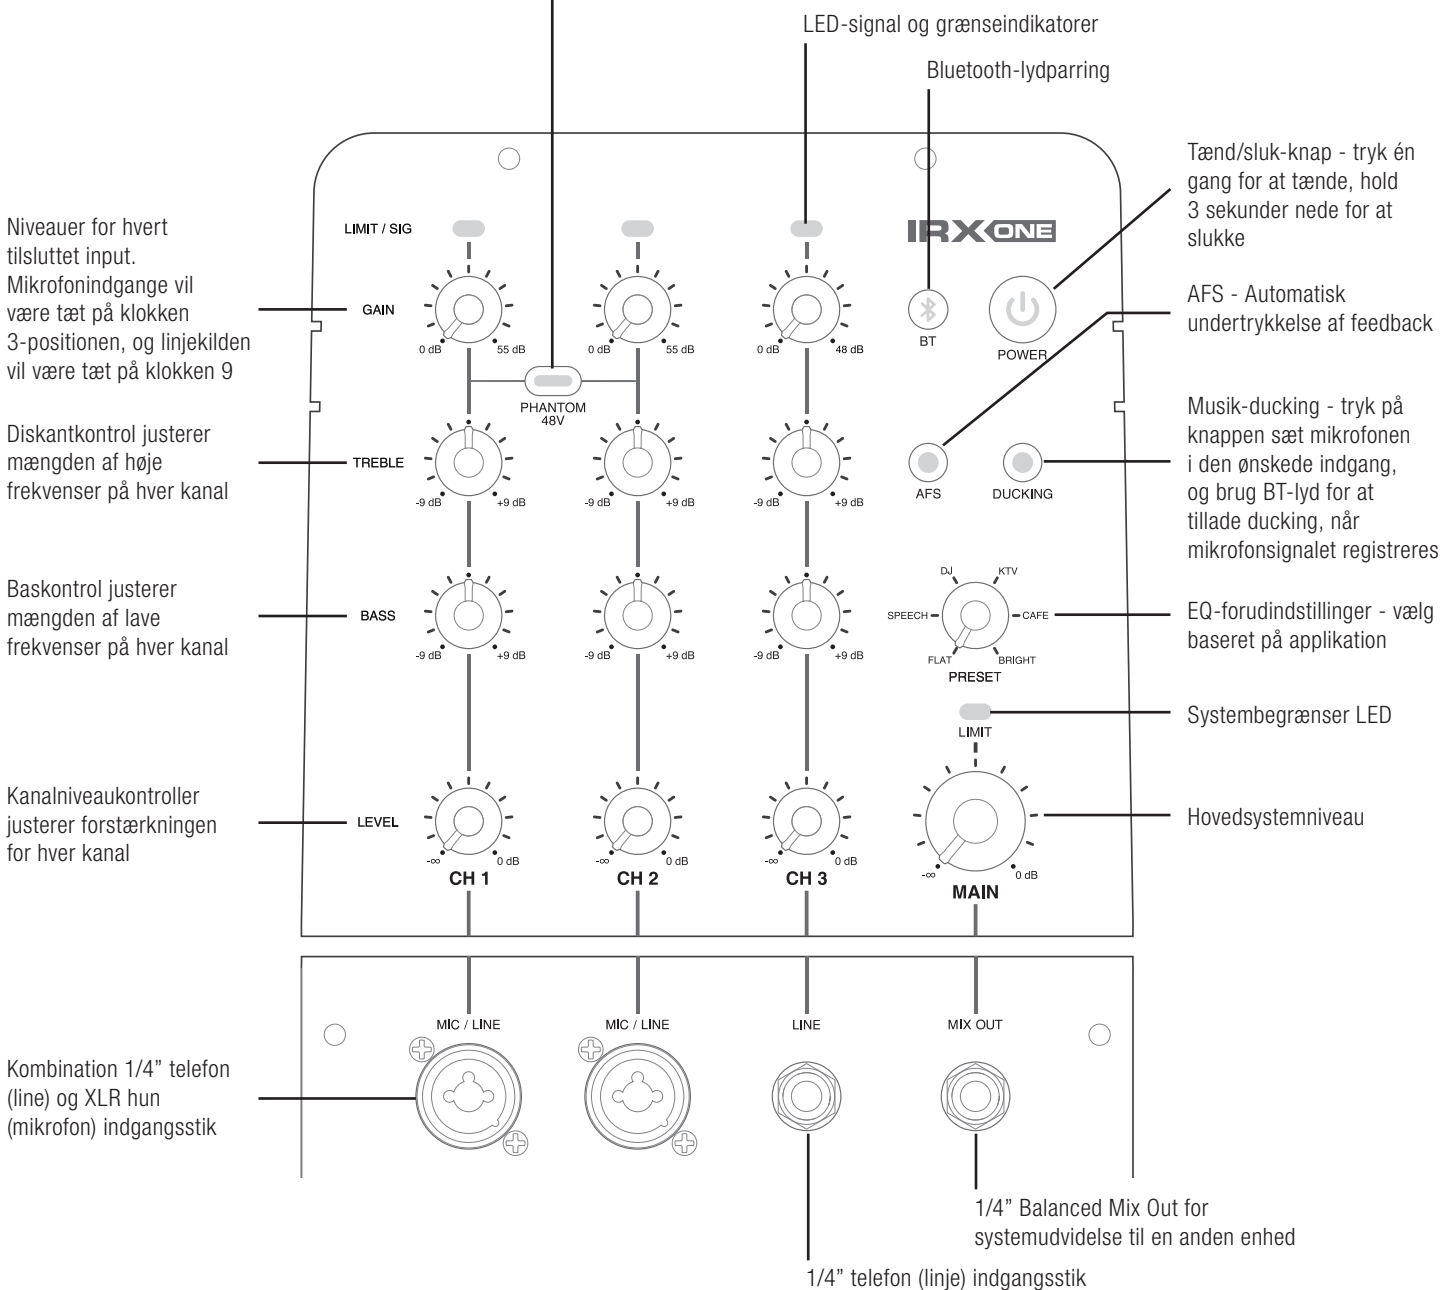 LED-signal og grænseindikatorer
Bluetooth-lydparring
Tænd/sluk-knap - tryk én
gang for at tænde, hold
3 sekunder nede for at
slukke
AFS - Automatisk
undertrykkelse af feedback
Musik-ducking - tryk på
knappen sæt mikrofonen
i den ønskede indgang,
og brug BT-lyd for at
tillade ducking, når
mikrofonsignalet registreres
EQ-forudindstillinger - vælg
baseret på applikation
Systembegrænser LED
Hovedsystemniveau
Niveauer for hvert
tilsluttet input.
Mikrofonindgange vil
være tæt på klokken
3-positionen, og linjekilden
vil være tæt på klokken 9
Diskantkontrol justerer
mængden af høje
frekvenser på hver kanal
Baskontrol justerer
mængden af lave
frekvenser på hver kanal
Kanalniveaukontroller
justerer forstærkningen
for hver kanal
Kombination 1/4” telefon
(line) og XLR hun
(mikrofon) indgangsstik
LIMIT / SIG
IRX ONE
GAIN
0 dB 55 dB 0 dB 55 dB 0 dB 48 dB
BT
POWER
PHANTOM
48V
TREBLE
-9 dB +9 dB -9 dB +9 dB -9 dB +9 dB
AFS DUCKING
BASS
-9 dB +9 dB -9 dB +9 dB -9 dB +9 dB
DJ KTV
SPEECH CAFE
FLAT BRIGHT
PRESET
LIMIT
LEVEL
-∞ 0 dB -∞ 0 dB -∞ 0 dB -∞ 0 dB
CH 1 CH 2 CH 3 MAIN
MIC / LINE MIC / LINE LINE MIX OUT
1/4” Balanced Mix Out for
systemudvidelse til en anden enhed
1/4” telefon (linje) indgangsstik